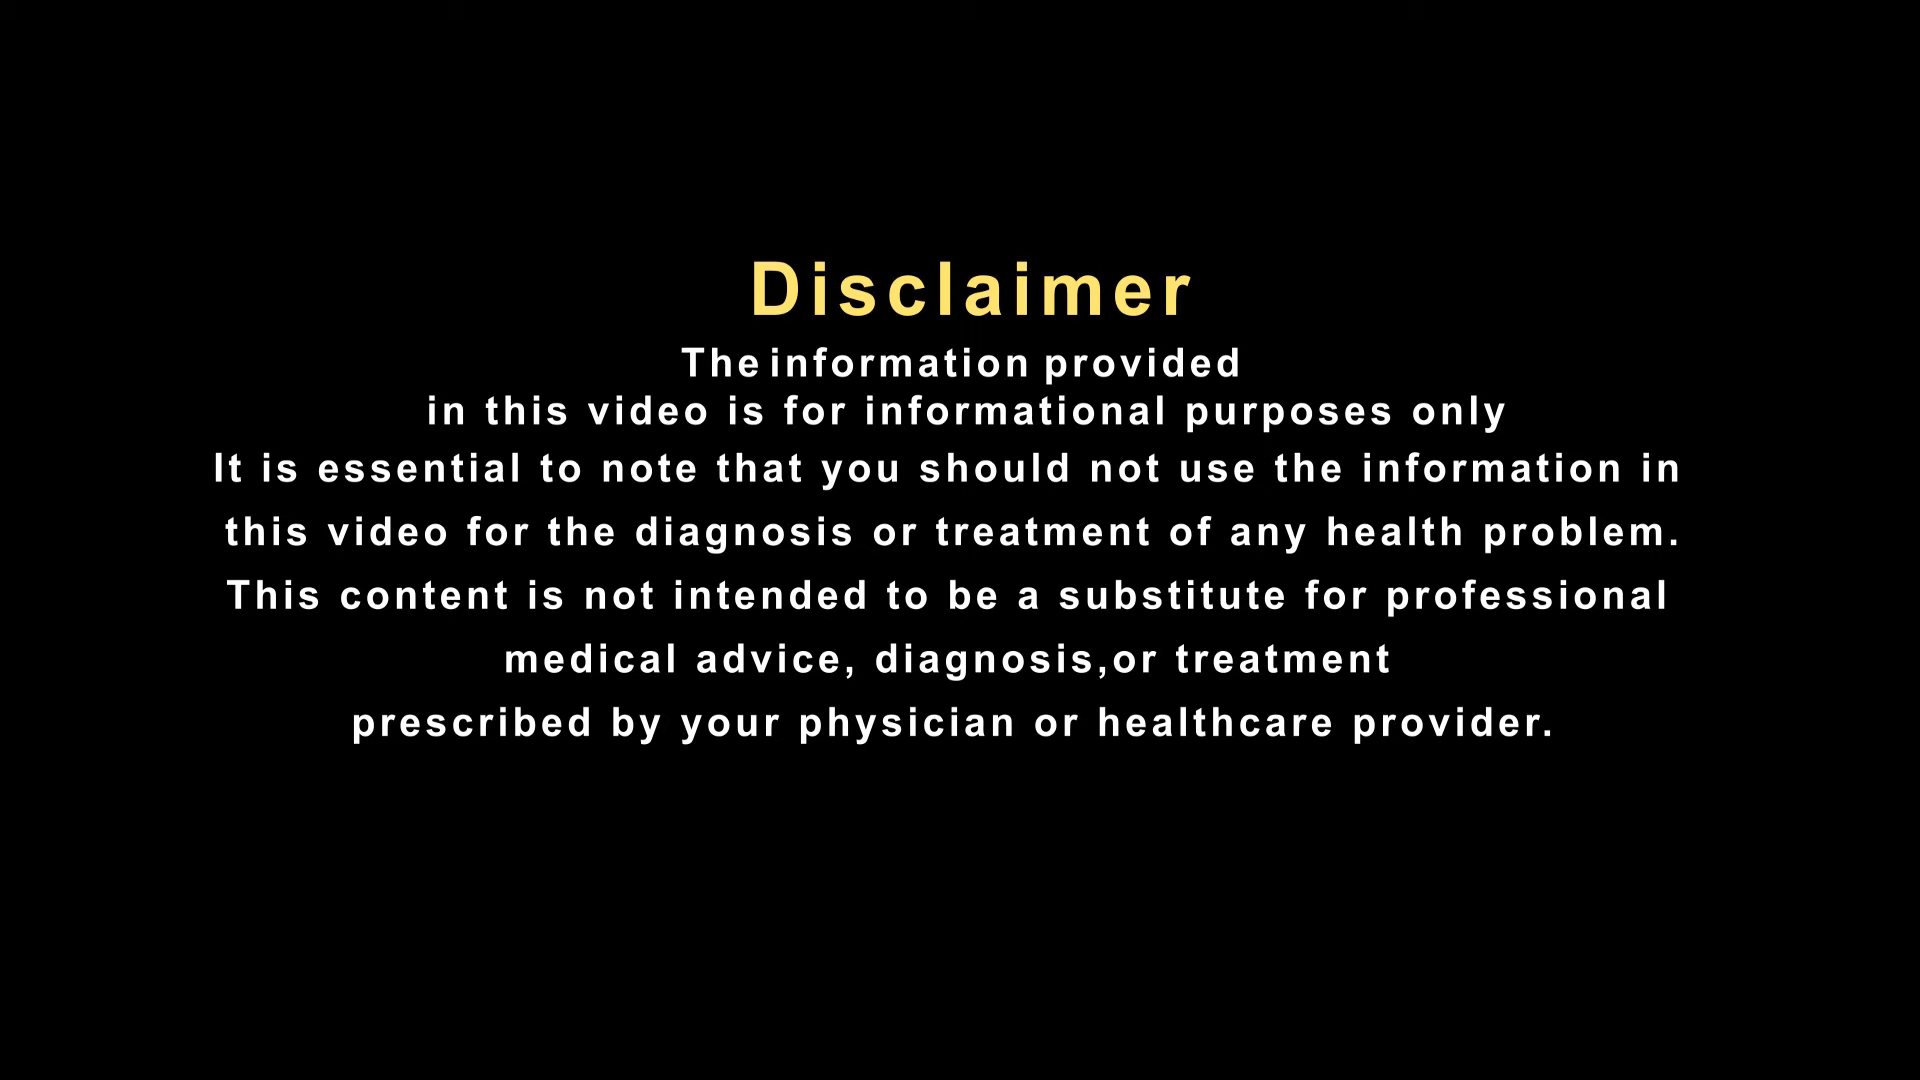 Disclaimer
The information provided
in this video is for informational purposes only
It is essential to note that you should not use the information in
this video for the diagnosis or treatment of any health problem.
This content is not intended to be a substitute for professional
medical advice, diagnosis,or treatment
prescribed by your physician or healthcare provider.